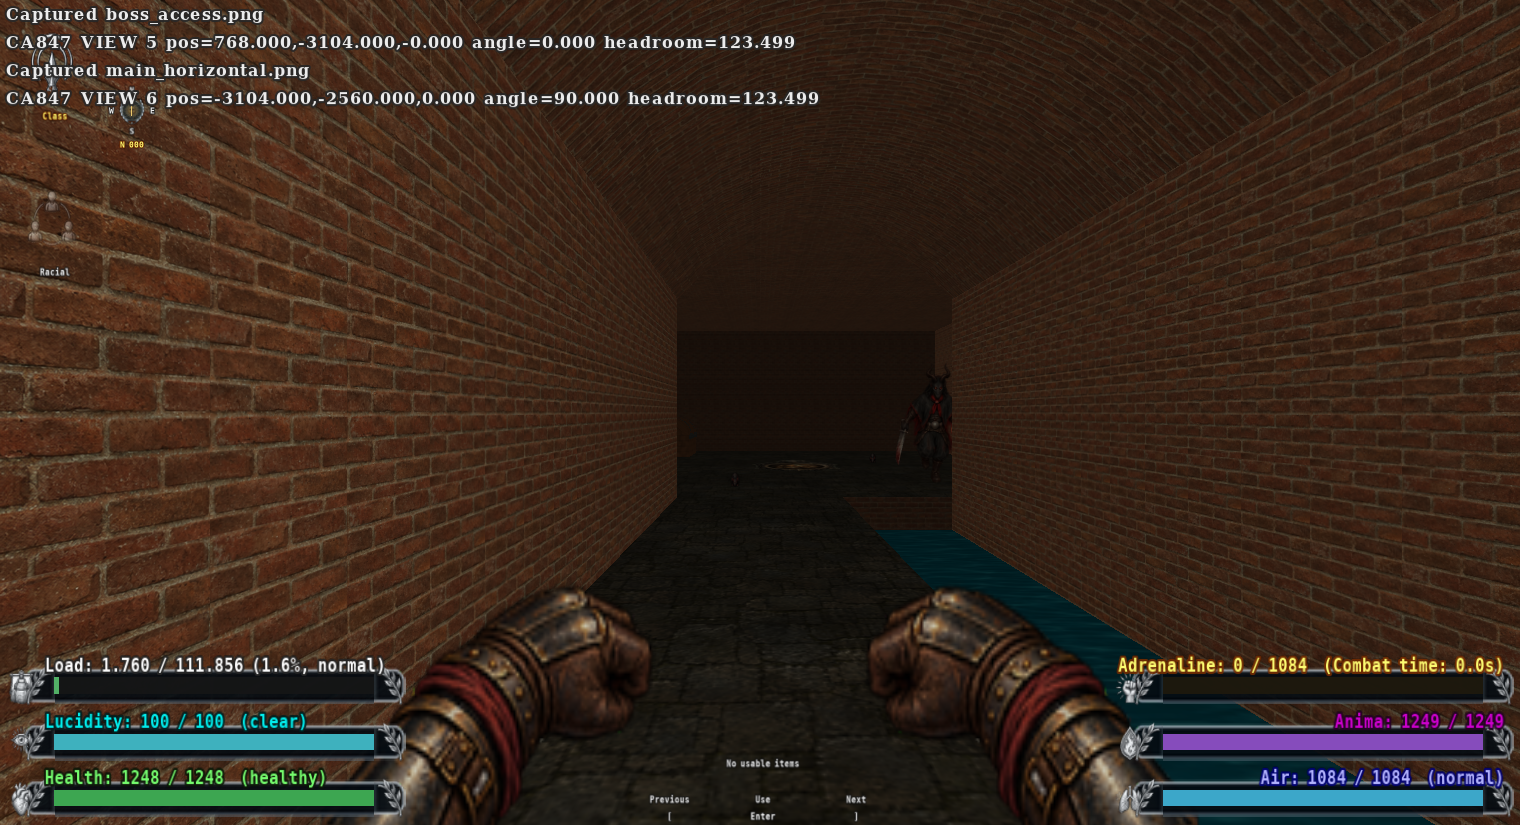 Captured boss_access.png
CA847 VIEW 5 pos=768.000,-3104.000,-0.000 angle=0.000 headroom=123.499
Captured main_horizontal.png
CA847 VIEW 6 pos=-3104.000,-2560.000,0.000 angle=90.000 headroom=123.499
Class
W E
S
N 000
Racial
Load: 1.760 / 111.856 (1.6%, normal)
Adrenaline: 0 / 1084 (Combat time: 0.0s)
Lucidity: 100 / 100 (clear)
Anima: 1249 / 1249
Health: 1248 / 1248 (healthy)
Air: 1084 / 1084 (normal)
No usable items
Previous Use Next
[ Enter ]